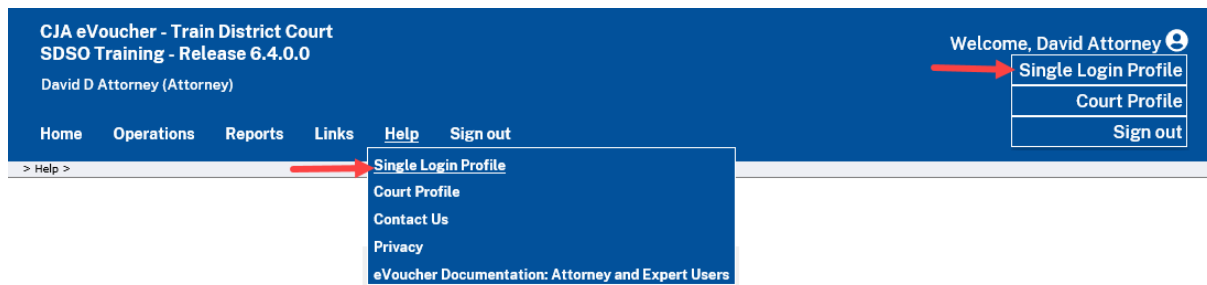 CJA eVoucher - Train District Court
SDSO Training - Release 6.4.0.0
David D Attorney (Attorney)
Welcome, David Attorney
Single Login Profile
Court Profile
Sign out
Home Operations Reports Links Help Sign out
> Help >
Single Login Profile
Court Profile
Contact Us
Privacy
eVoucher Documentation: Attorney and Expert Users